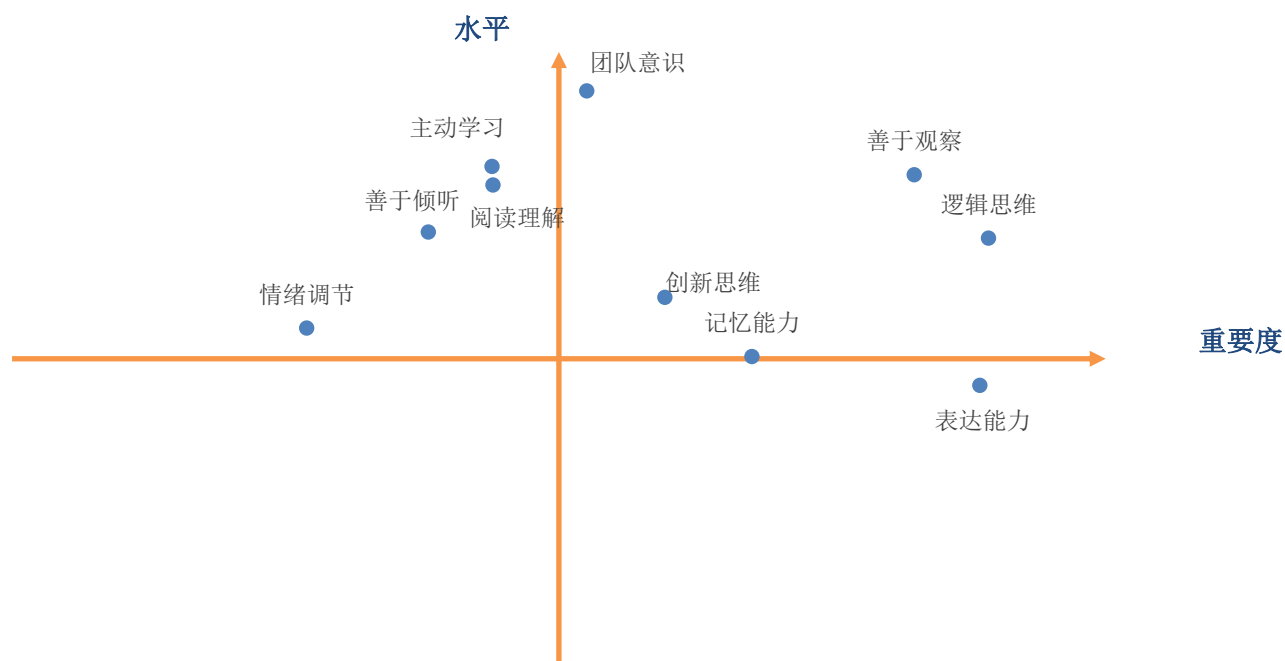 水平
团队意识
主动学习
善于观察
善于倾听
阅读理解
逻辑思维
创新思维
情绪调节
记忆能力
重要度
表达能力